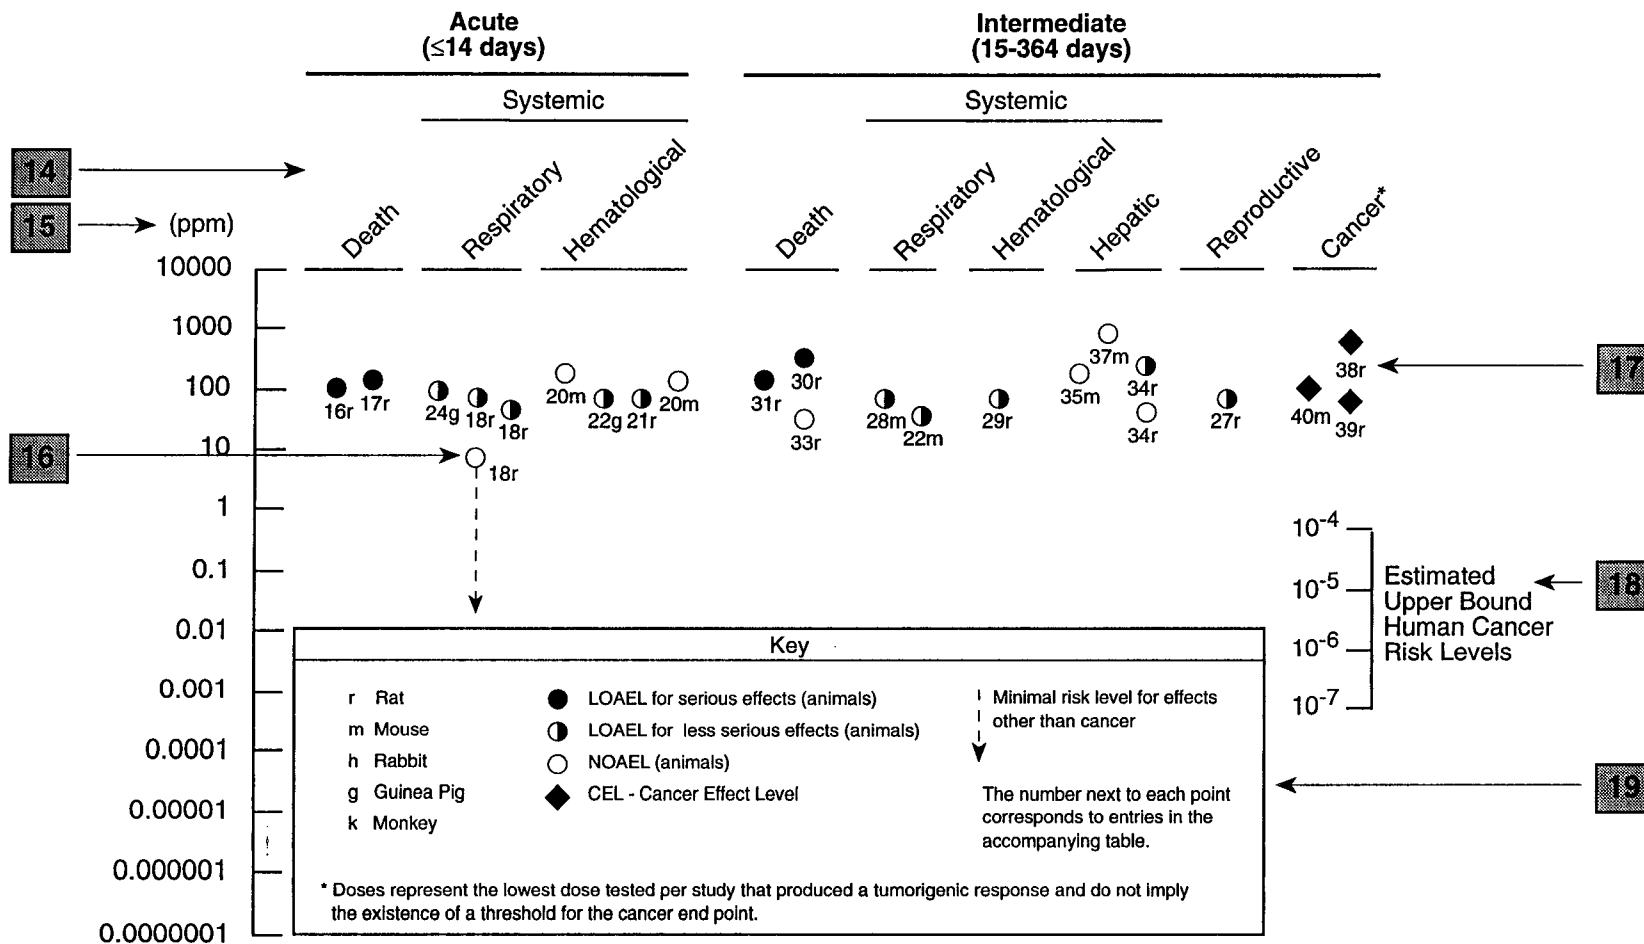 Acute
(≤14 days)
Intermediate
(15-364 days)
Systemic
Systemic
14
15
(ppm)
Death
Respiratory
Hematological
Death
Respiratory
Hematological
Hepatic
Reproductive
Cancer*
10000
1000
100
10
1
0.1
0.01
0.001
0.0001
0.00001
0.000001
0.0000001
16r
17r
24g
18r
18r
20m
22g
21r
20m
31r
30r
33r
28m
22m
29r
35m
37m
34r
34r
27r
40m
38r
39r
17
16
18r
10-4
10-5
10-6
10-7
Estimated
Upper Bound
Human Cancer
Risk Levels
18
Key
r Rat
m Mouse
h Rabbit
g Guinea Pig
k Monkey
LOAEL for serious effects (animals)
LOAEL for less serious effects (animals)
NOAEL (animals)
CEL - Cancer Effect Level
Minimal risk level for effects
other than cancer
The number next to each point
corresponds to entries in the
accompanying table.
19
* Doses represent the lowest dose tested per study that produced a tumorigenic response and do not imply
the existence of a threshold for the cancer end point.